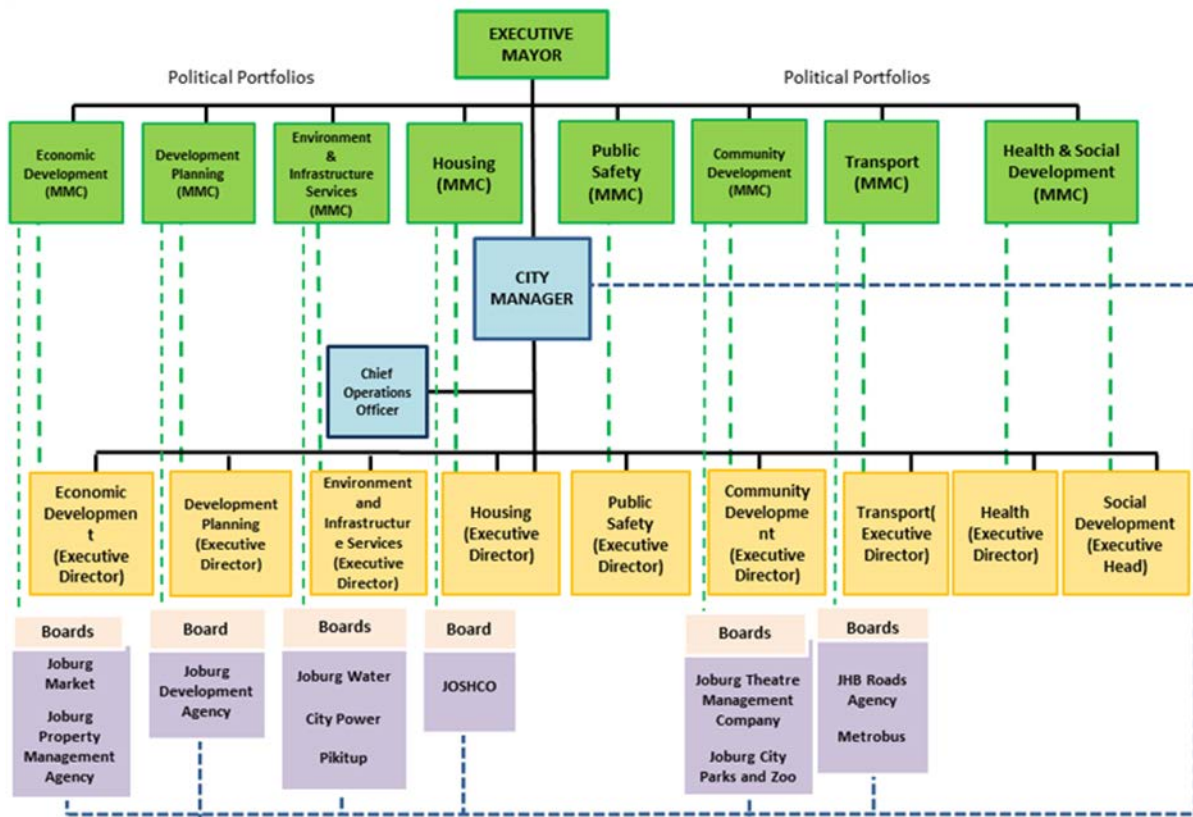 EXECUTIVE
MAYOR
Political Portfolios
Political Portfolios
Economic
Development
(MMC)
Development
Planning
(MMC)
Environment
&
Infrastructure
Services
(MMC)
Housing
(MMC)
Public
Safety
(MMC)
Community
Development
(MMC)
Transport
(MMC)
Health & Social
Development
(MMC)
CITY
MANAGER
Chief
Operations
Officer
Economic
Developmen
t
(Executive
Director)
Development
Planning
(Executive
Director)
Environment
and
Infrastructur
e Services
(Executive
Director)
Housing
(Executive
Director)
Public
Safety
(Executive
Director)
Community
Developme
nt
(Executive
Director)
Transport(
Executive
Director)
Health
(Executive
Director)
Social
Development
(Executive
Head)
Boards
Joburg
Market
Joburg
Property
Management
Agency
Board
Joburg
Development
Agency
Boards
Joburg Water
City Power
Pikitup
Board
JOSHCO
Boards
Joburg Theatre
Management
Company
Joburg City
Parks and Zoo
Boards
JHB Roads
Agency
Metrobus